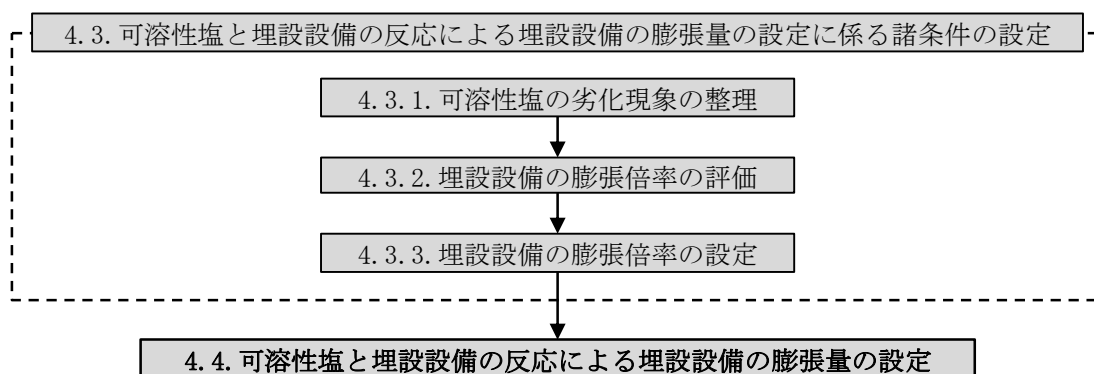 4.3.可溶性塩と埋設設備の反応による埋設設備の膨張量の設定に係る諸条件の設定
4.3.1.可溶性塩の劣化現象の整理
4.3.2.埋設設備の膨張倍率の評価
4.3.3.埋設設備の膨張倍率の設定
4.4.可溶性塩と埋設設備の反応による埋設設備の膨張量の設定